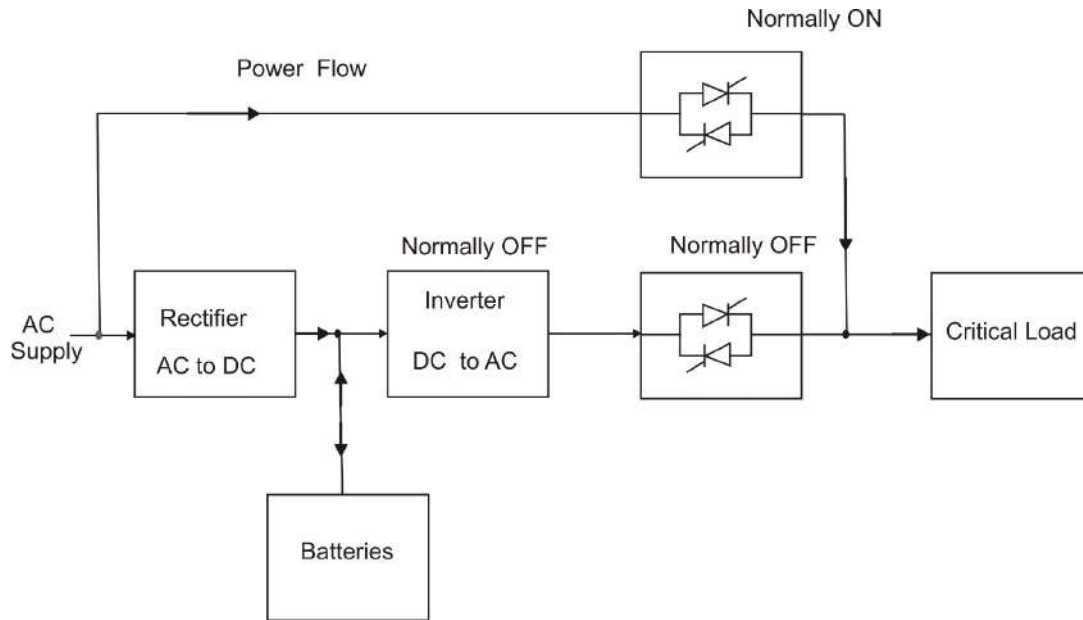 Normally ON
Power Flow
Normally OFF
Normally OFF
AC
Supply
Rectifier
AC to DC
Inverter
DC to AC
Critical Load
Batteries